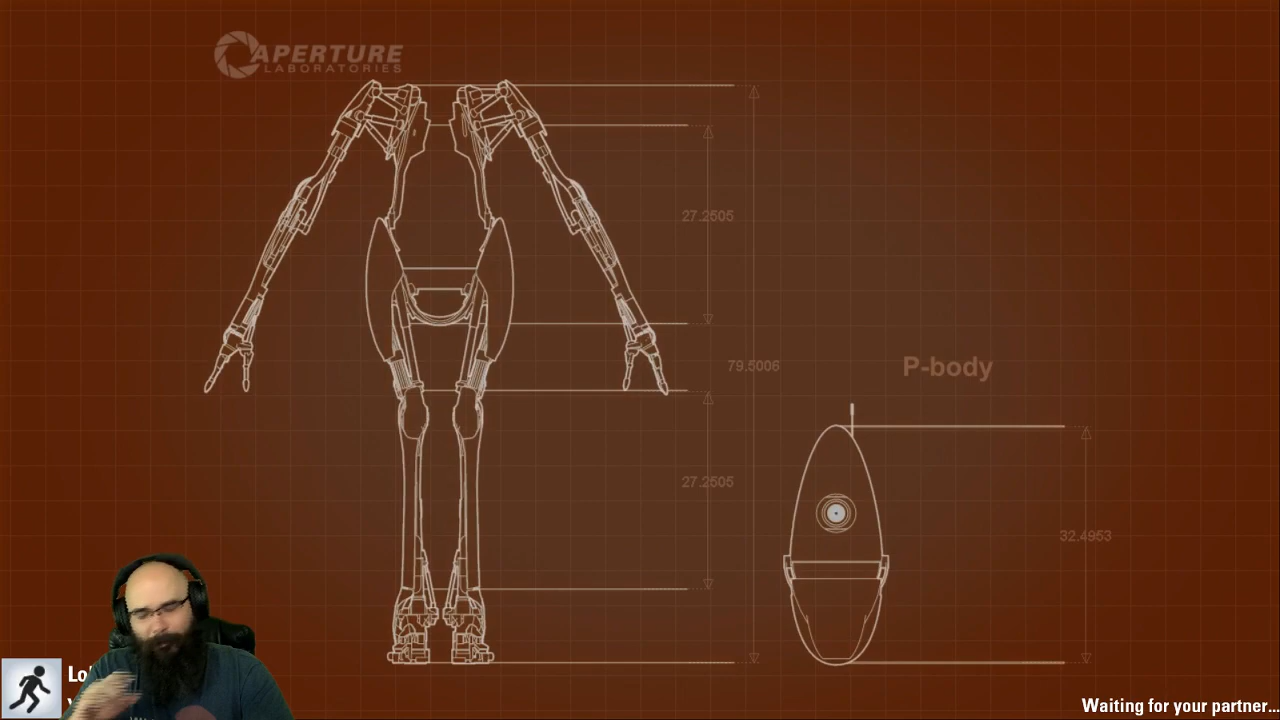 APERTURE
LABORATORIES
27.2505
79.5006
P-body
27.2505
32.4953
Waiting for your partner...